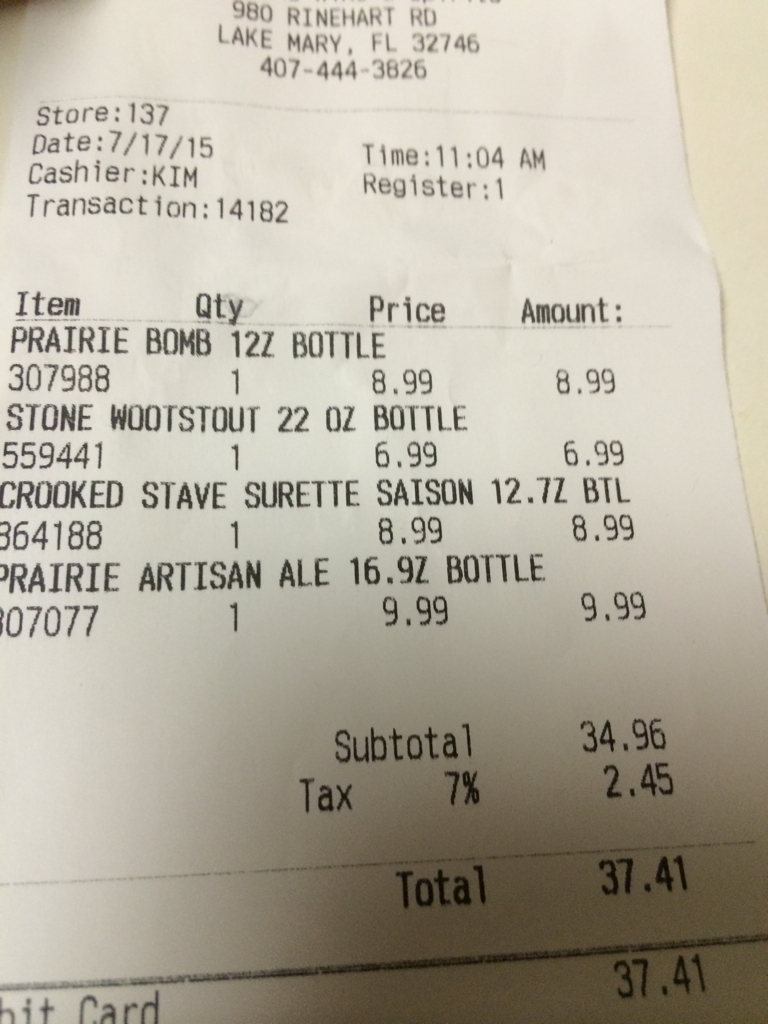 980 RINEHART RD
LAKE MARY, FL 32746
407-444-3826
Store:137
Date:7/17/15 Time:11:04 AM
Cashier:KIM Register:1
Transaction:14182
Item Qty Price Amount:
PRAIRIE BOMB 12Z BOTTLE
307988 1 8.99 8.99
STONE WOOTSTOUT 22 OZ BOTTLE
559441 1 6.99 6.99
CROOKED STAVE SURETTE SAISON 12.7Z BTL
864188 1 8.99 8.99
PRAIRIE ARTISAN ALE 16.9Z BOTTLE
307077 1 9.99 9.99
Subtotal 34.96
Tax 7% 2.45
Total 37.41
bit Card 37.41